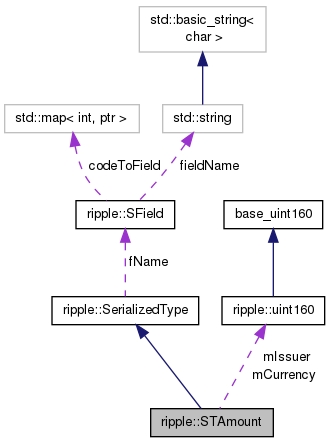 std::basic_string<
char >
std::map< int, ptr >
std::string
codeToField
fieldName
ripple::SField
base_uint160
fName
ripple::SerializedType
ripple::uint160
mIssuer
mCurrency
ripple::STAmount